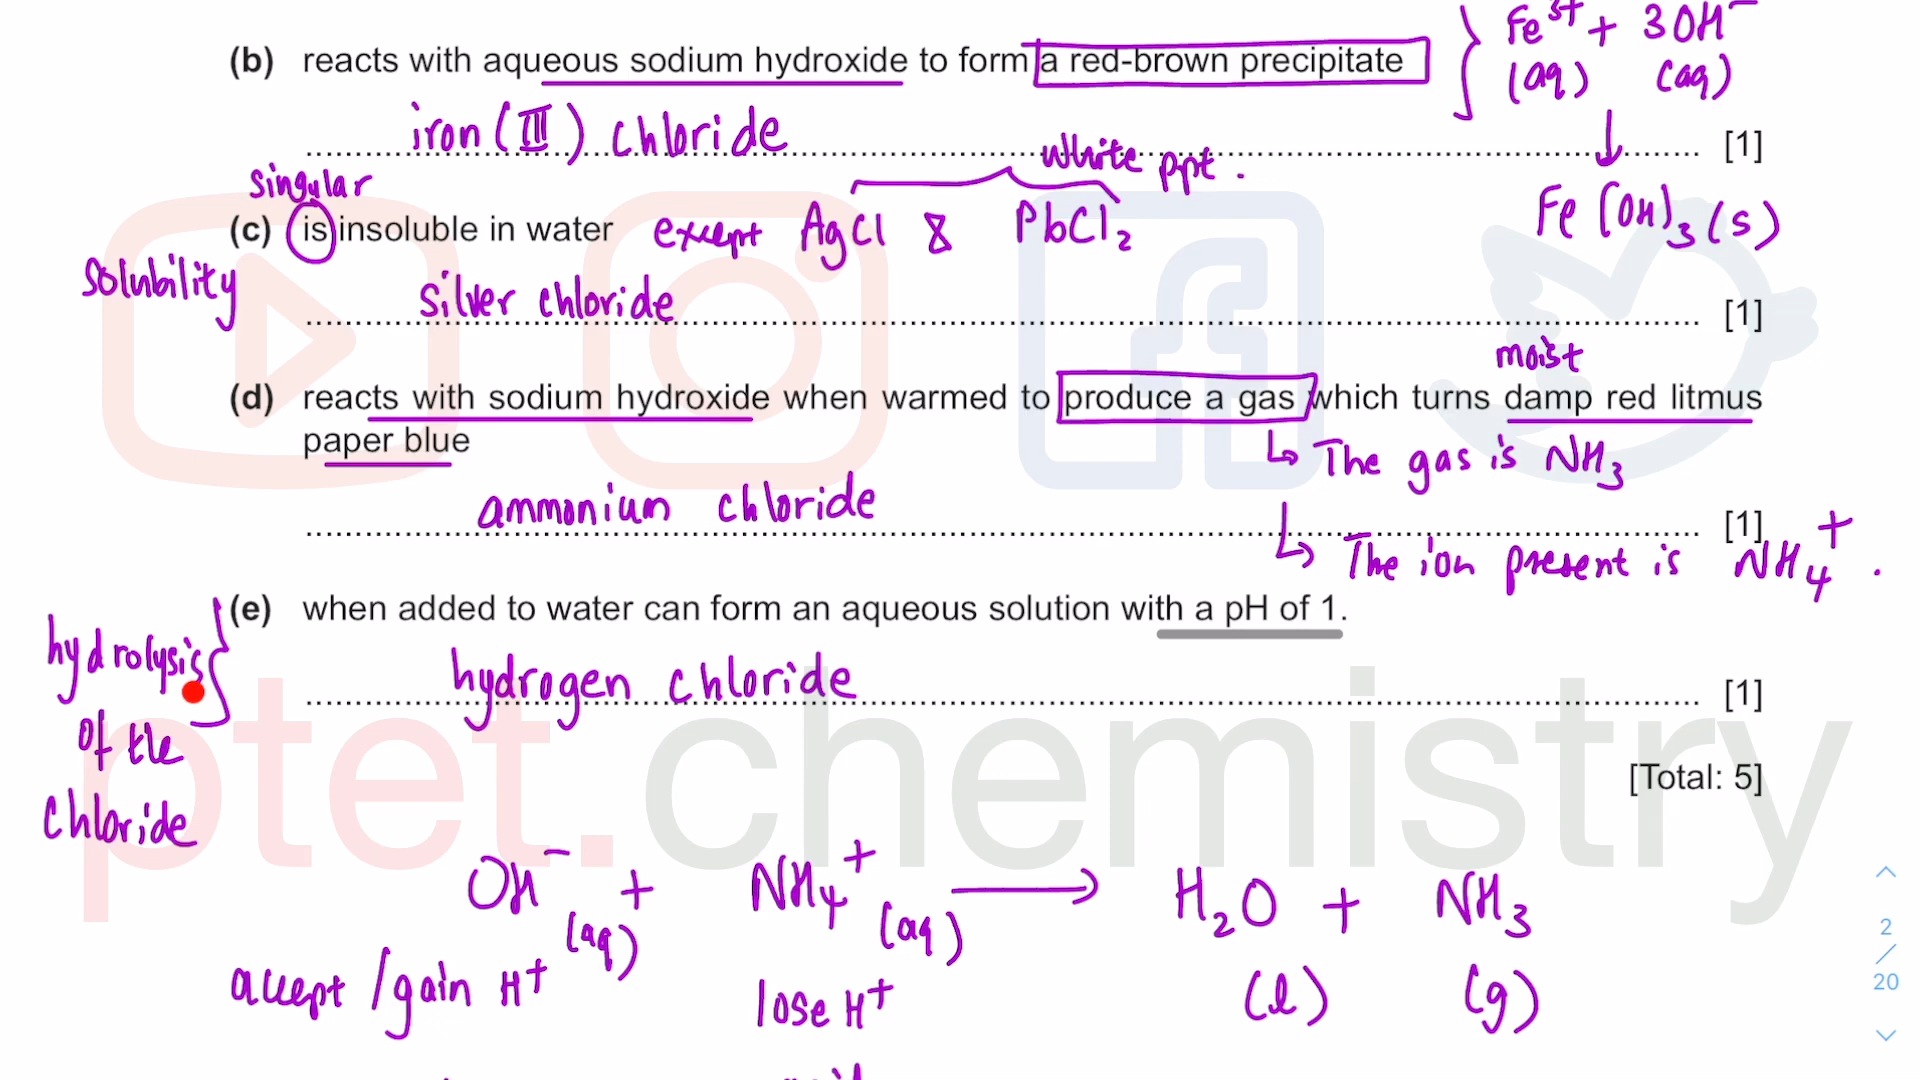 Fe³⁺ + 3OH⁻
(b) reacts with aqueous sodium hydroxide to form a red-brown precipitate
(aq) (aq)
iron (III) chloride
[1]
white ppt.
singular
(c) is insoluble in water except AgCl & PbCl₂
Fe(OH)₃(s)
solubility
silver chloride
[1]
moist
(d) reacts with sodium hydroxide when warmed to produce a gas which turns damp red litmus
paper blue
The gas is NH₃
ammonium chloride
[1]
The ion present is NH₄⁺.
(e) when added to water can form an aqueous solution with a pH of 1.
hydrolysis
of the
chloride
hydrogen chloride
[1]
[Total: 5]
ptet.chemistry
OH⁻(aq) + NH₄⁺(aq) → H₂O + NH₃
(l) (g)
accept/gain H⁺ lose H⁺
2
/
20